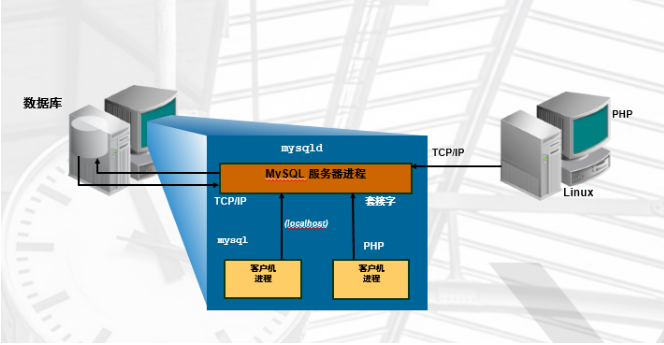 数据库
PHP
mysqld
TCP/IP
MySQL 服务器进程
Linux
TCP/IP
套接字
(localhost)
mysql
PHP
客户机
进程
客户机
进程